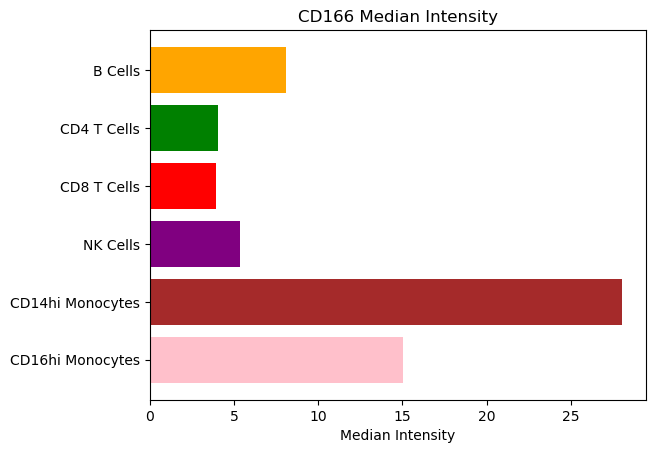 CD166 Median Intensity
B Cells
CD4 T Cells
CD8 T Cells
NK Cells
CD14hi Monocytes
CD16hi Monocytes
0 5 10 15 20 25
Median Intensity